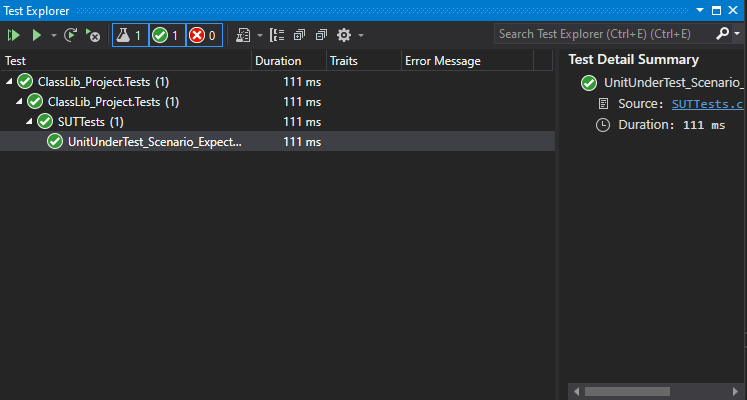 Test Explorer
1 1 0
Search Test Explorer (Ctrl+E) (Ctrl+E)
Test Duration Traits Error Message
ClassLib_Project.Tests (1) 111 ms
ClassLib_Project.Tests (1) 111 ms
SUTTests (1) 111 ms
UnitUnderTest_Scenario_Expect... 111 ms
Test Detail Summary
UnitUnderTest_Scenario_
Source: SUTTests.c
Duration: 111 ms